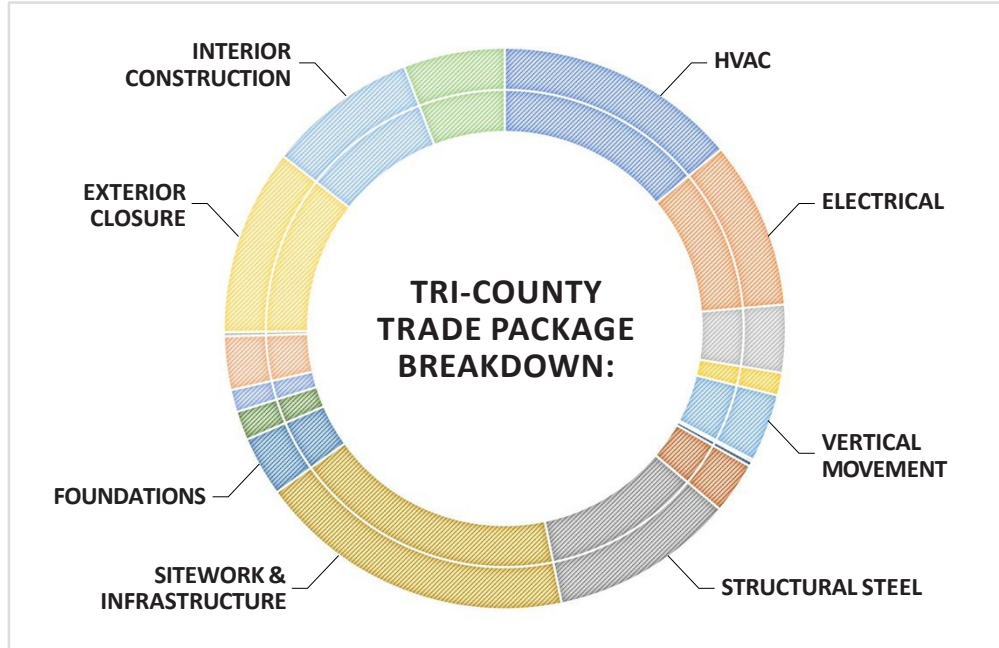 TRI-COUNTY
TRADE PACKAGE
BREAKDOWN:
HVAC
ELECTRICAL
VERTICAL
MOVEMENT
STRUCTURAL STEEL
SITEWORK &
INFRASTRUCTURE
FOUNDATIONS
EXTERIOR
CLOSURE
INTERIOR
CONSTRUCTION